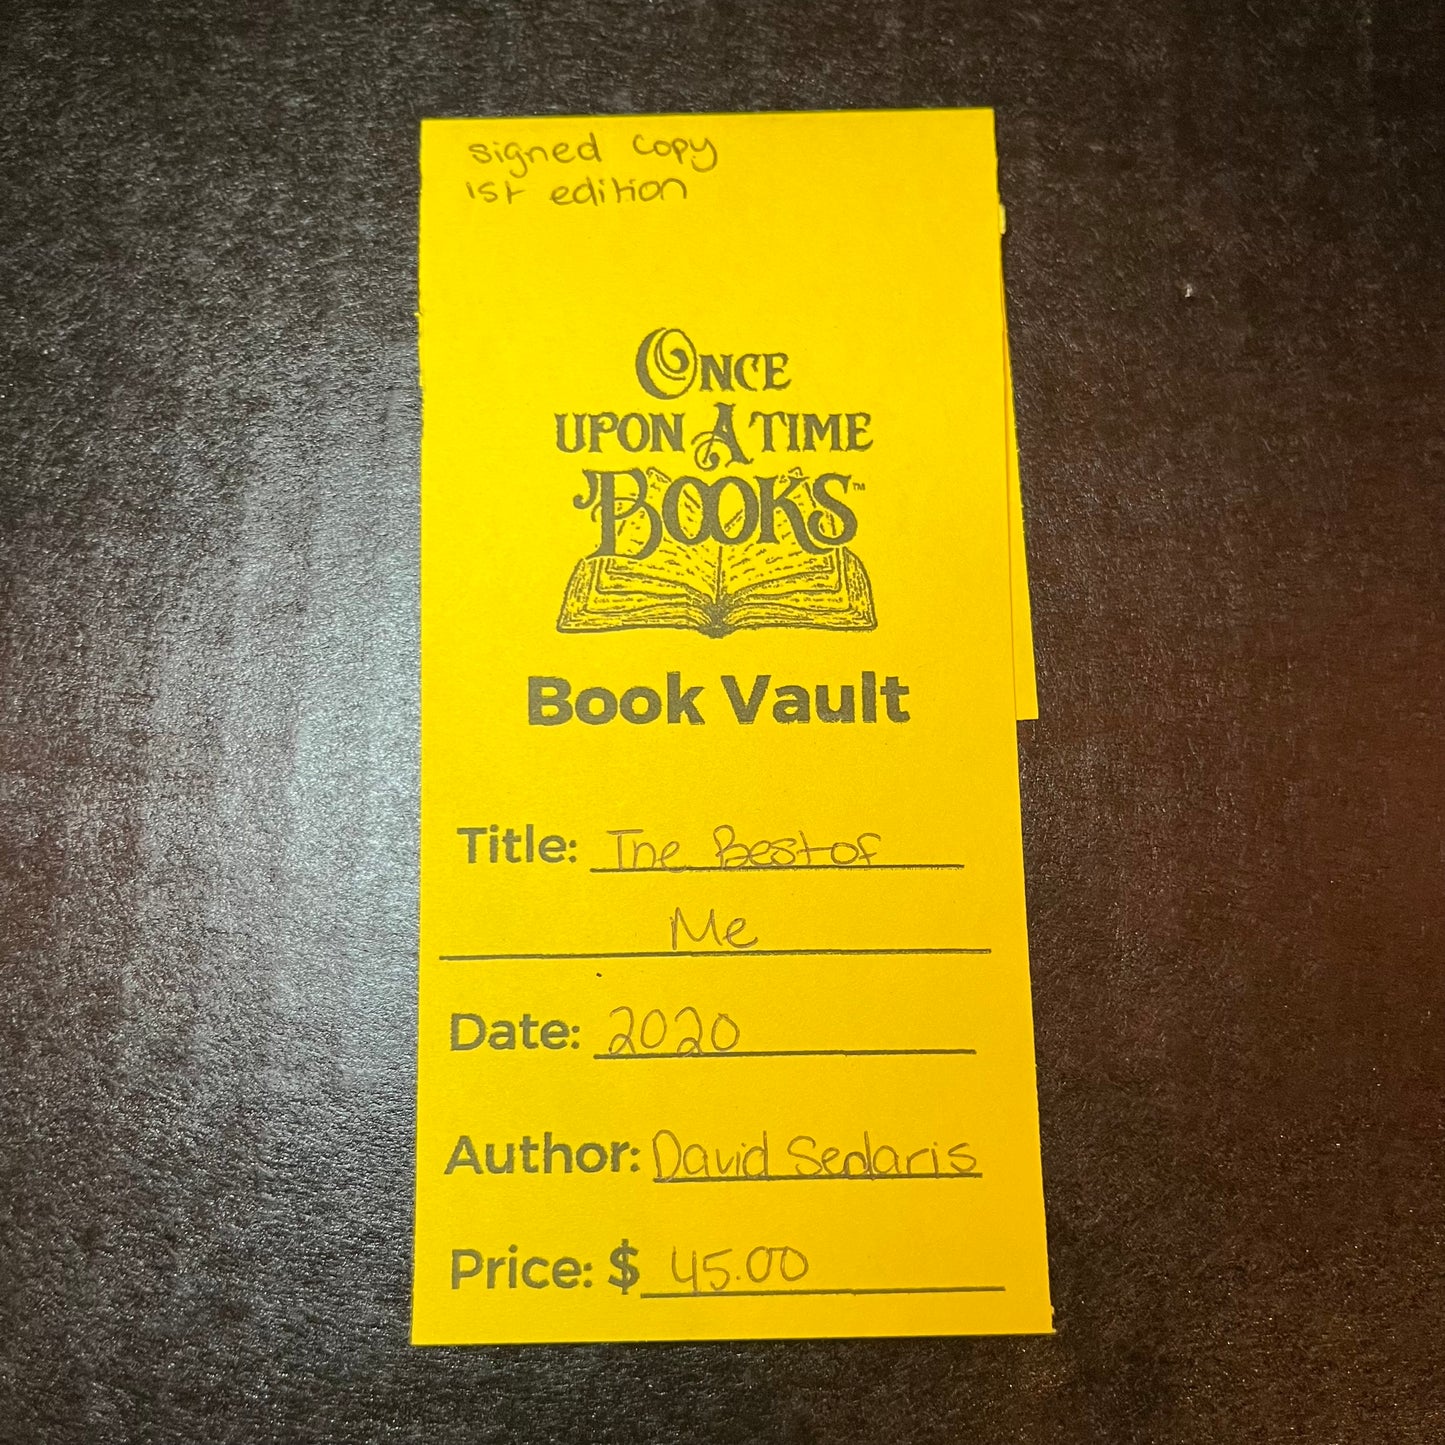 signed copy
1st edition
ONCE
UPON A TIME
BOOKS™
Book Vault
Title: The Best of
Me
Date: 2020
Author: David Sedaris
Price: $ 45.00